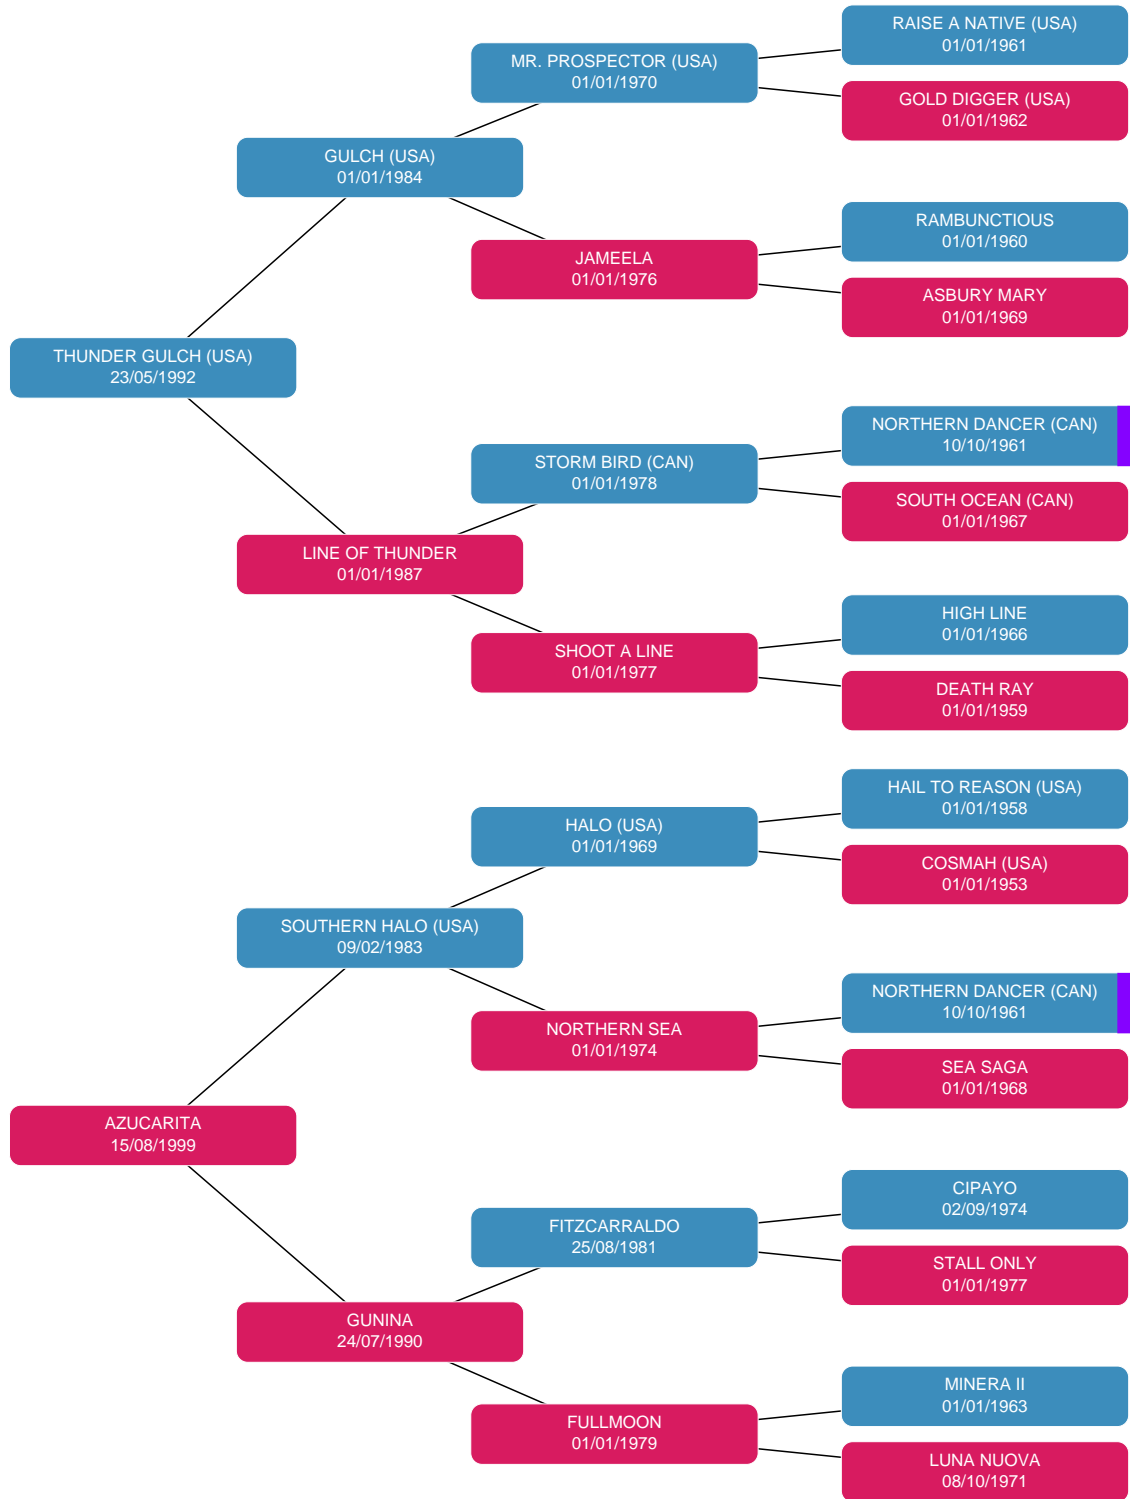 RAISE A NATIVE (USA)
01/01/1961
MR. PROSPECTOR (USA)
01/01/1970
GOLD DIGGER (USA)
01/01/1962
GULCH (USA)
01/01/1984
RAMBUNCTIOUS
01/01/1960
JAMEELA
01/01/1976
ASBURY MARY
01/01/1969
THUNDER GULCH (USA)
23/05/1992
NORTHERN DANCER (CAN)
10/10/1961
STORM BIRD (CAN)
01/01/1978
SOUTH OCEAN (CAN)
01/01/1967
LINE OF THUNDER
01/01/1987
HIGH LINE
01/01/1966
SHOOT A LINE
01/01/1977
DEATH RAY
01/01/1959
HAIL TO REASON (USA)
01/01/1958
HALO (USA)
01/01/1969
COSMAH (USA)
01/01/1953
SOUTHERN HALO (USA)
09/02/1983
NORTHERN DANCER (CAN)
10/10/1961
NORTHERN SEA
01/01/1974
SEA SAGA
01/01/1968
AZUCARITA
15/08/1999
CIPAYO
02/09/1974
FITZCARRALDO
25/08/1981
STALL ONLY
01/01/1977
GUNINA
24/07/1990
MINERA II
01/01/1963
FULLMOON
01/01/1979
LUNA NUOVA
08/10/1971